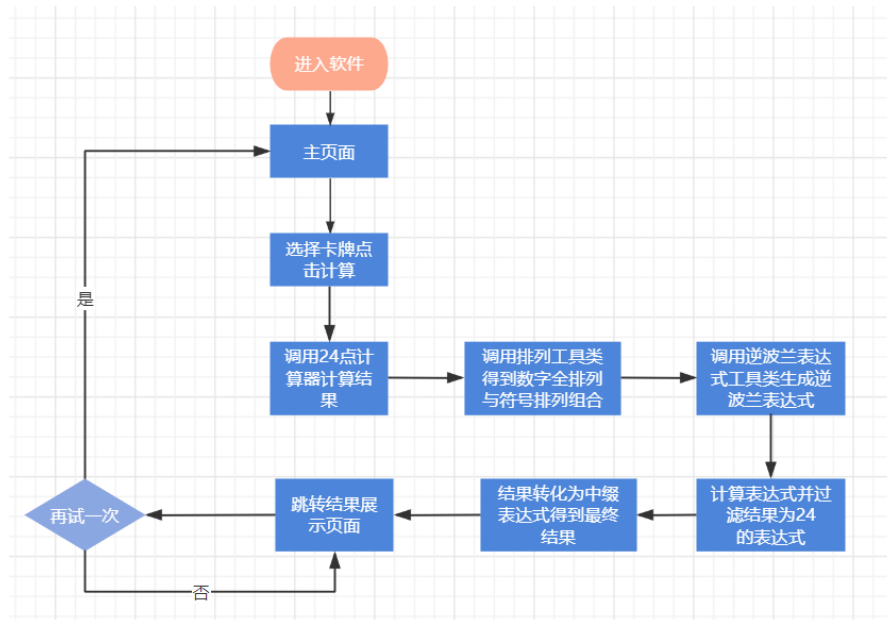 进入软件
主页面
选择卡牌点
击计算
是
调用24点计
算器计算结
果
调用排列工具类
得到数字全排列
与符号排列组合
调用逆波兰表达
式工具类生成逆
波兰表达式
计算表达式并过
滤结果为24
的表达式
结果转化为中缀
表达式得到最终
结果
跳转结果展
示页面
再试一次
否